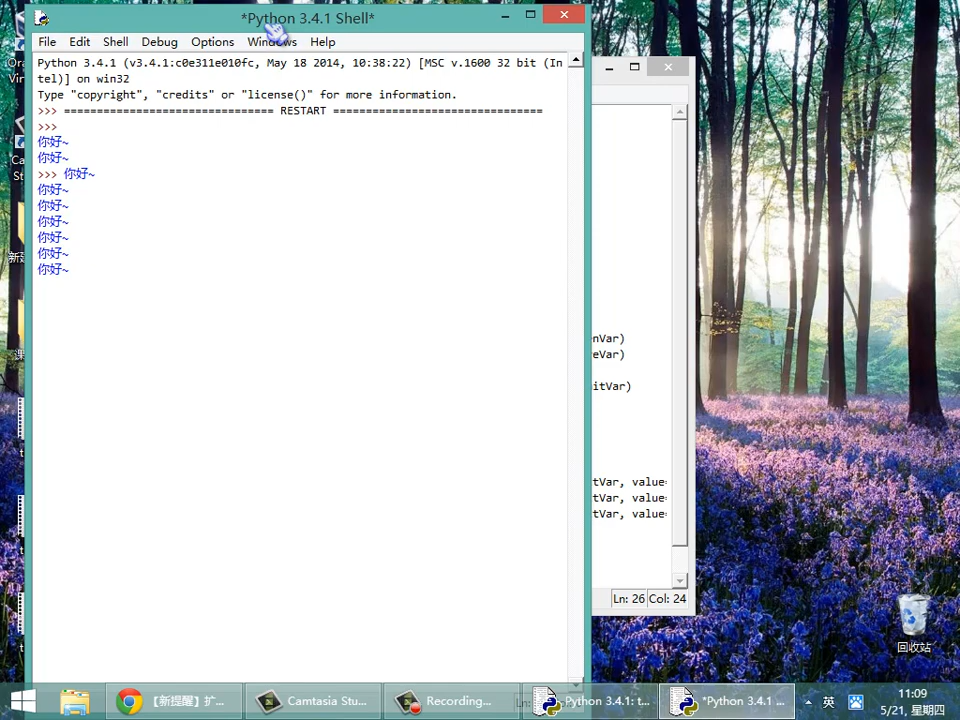 *Python 3.4.1 Shell*
File Edit Shell Debug Options Windows Help
Python 3.4.1 (v3.4.1:c0e311e010fc, May 18 2014, 10:38:22) [MSC v.1600 32 bit (In
tel)] on win32
Type "copyright", "credits" or "license()" for more information.
>>> ================================ RESTART ================================
>>>
你好~
你好~
>>> 你好~
你好~
你好~
你好~
你好~
你好~
你好~
enVar)
eVar)
itVar)
tVar, value=
tVar, value=
tVar, value=
Ln: 26 Col: 24
回收站
【新提醒】扩...
Camtasia Stu...
Recording...
Python 3.4.1: t...
*Python 3.4.1 ...
英
11:09
5/21, 星期四